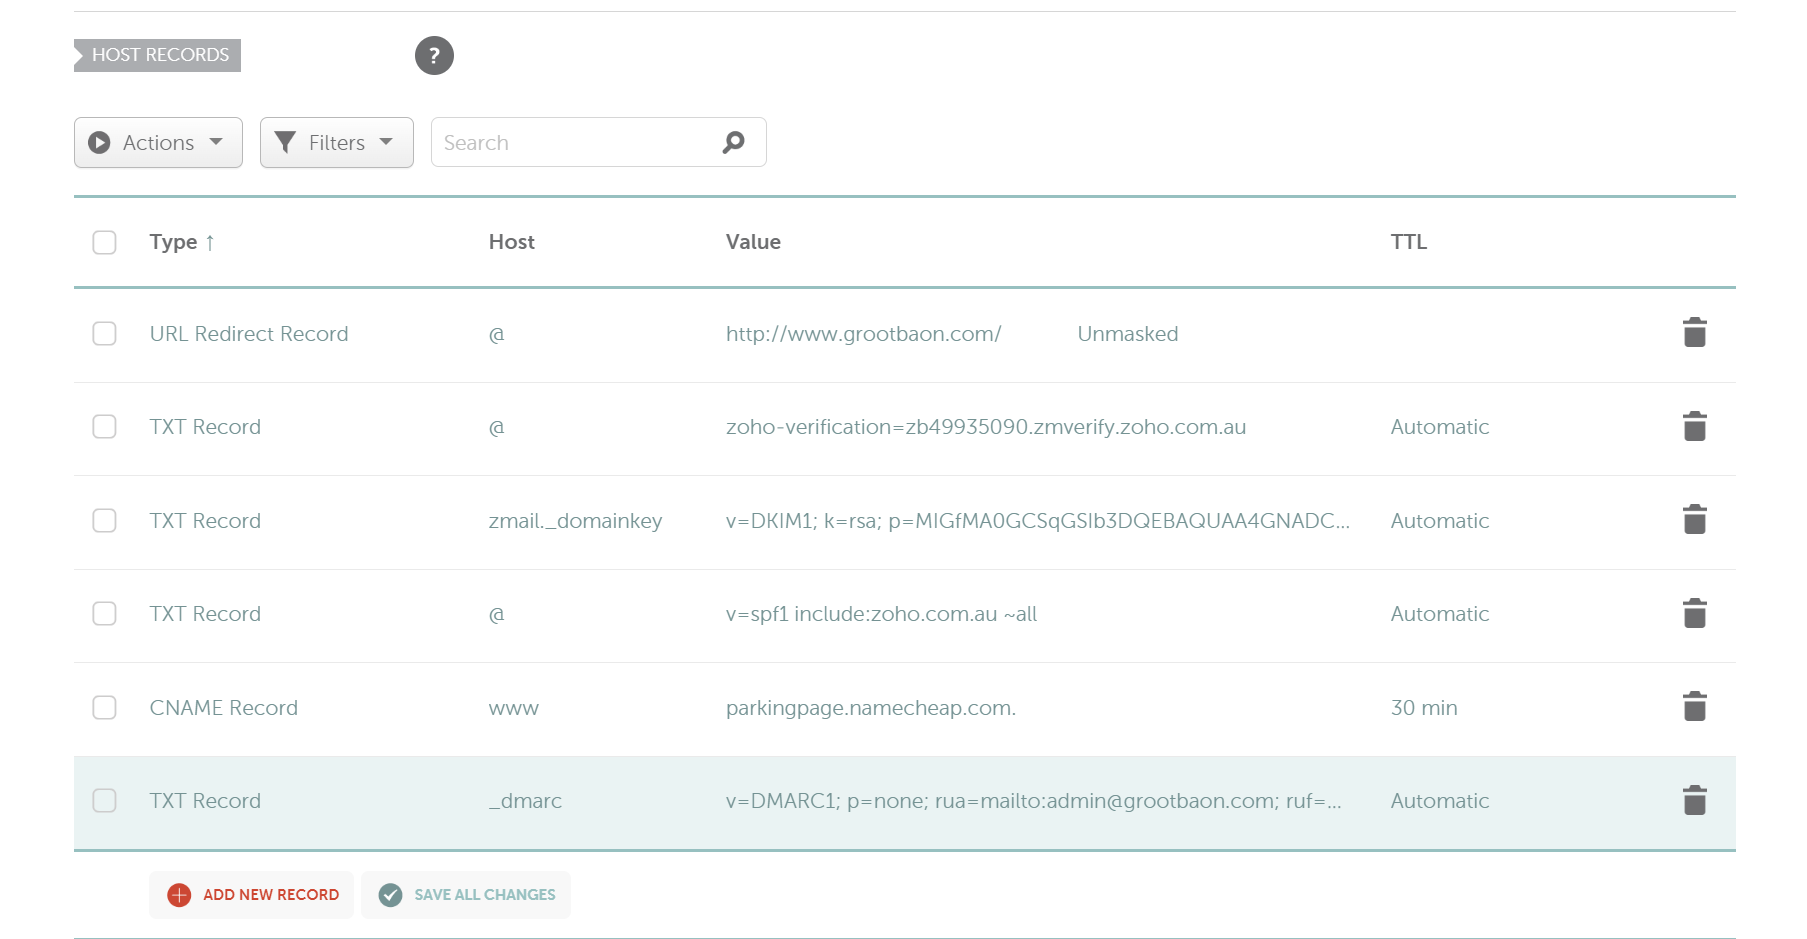 HOST RECORDS ?
Actions Filters Search
Type ↑ Host Value TTL
URL Redirect Record @ http://www.grootbaon.com/ Unmasked
TXT Record @ zoho-verification=zb49935090.zmverify.zoho.com.au Automatic
TXT Record zmail._domainkey v=DKIM1; k=rsa; p=MIGfMA0GCSqGSIb3DQEBAQUAA4GNADC... Automatic
TXT Record @ v=spf1 include:zoho.com.au ~all Automatic
CNAME Record www parkingpage.namecheap.com. 30 min
TXT Record _dmarc v=DMARC1; p=none; rua=mailto:admin@grootbaon.com; ruf=... Automatic
ADD NEW RECORD SAVE ALL CHANGES